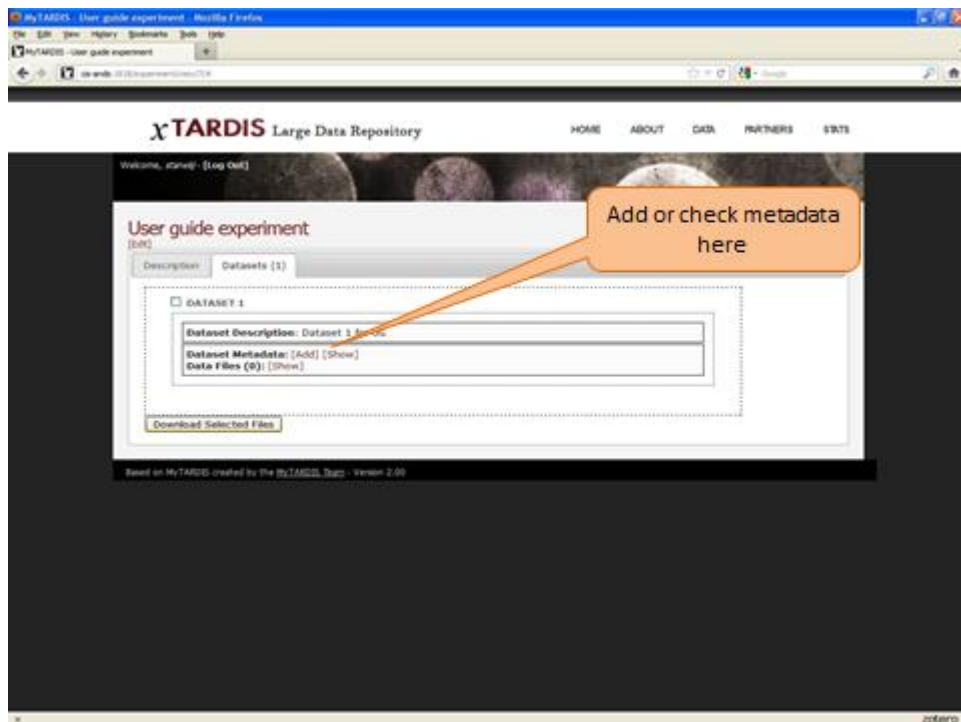 MyTARDIS - User guide experiment - Mozilla Firefox
File Edit View History Bookmarks Tools Help
MyTARDIS - User guide experiment
Google
χTARDIS Large Data Repository
HOME ABOUT DATA PARTNERS STATS
Welcome, [Log Out]
Add or check metadata
here
User guide experiment
[Edit]
Description Datasets (1)
DATASET 1
Dataset Description: Dataset 1 for
Dataset Metadata: [Add] [Show]
Data Files (0): [Show]
Download Selected Files
Based on MyTARDIS created by the MyTARDIS Team - Version 2.00
zotero